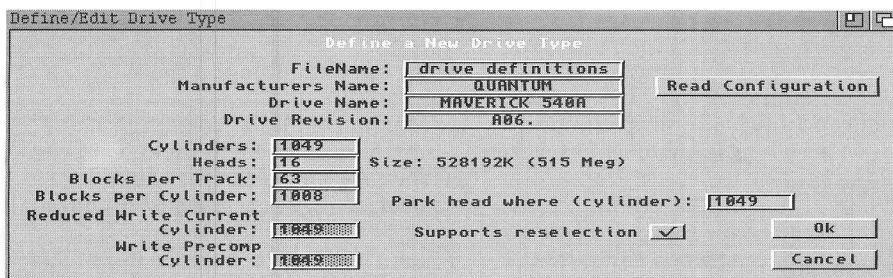 Define/Edit Drive Type
Define a New Drive Type
FileName: drive definitions
Manufacturers Name: QUANTUM Read Configuration
Drive Name: MAVERICK 540A
Drive Revision: A06.
Cylinders: 1049
Heads: 16 Size: 528192K (515 Meg)
Blocks per Track: 63
Blocks per Cylinder: 1008 Park head where (cylinder): 1049
Reduced Write Current
Cylinder: 1049 Supports reselection Ok
Write Precomp
Cylinder: 1049 Cancel